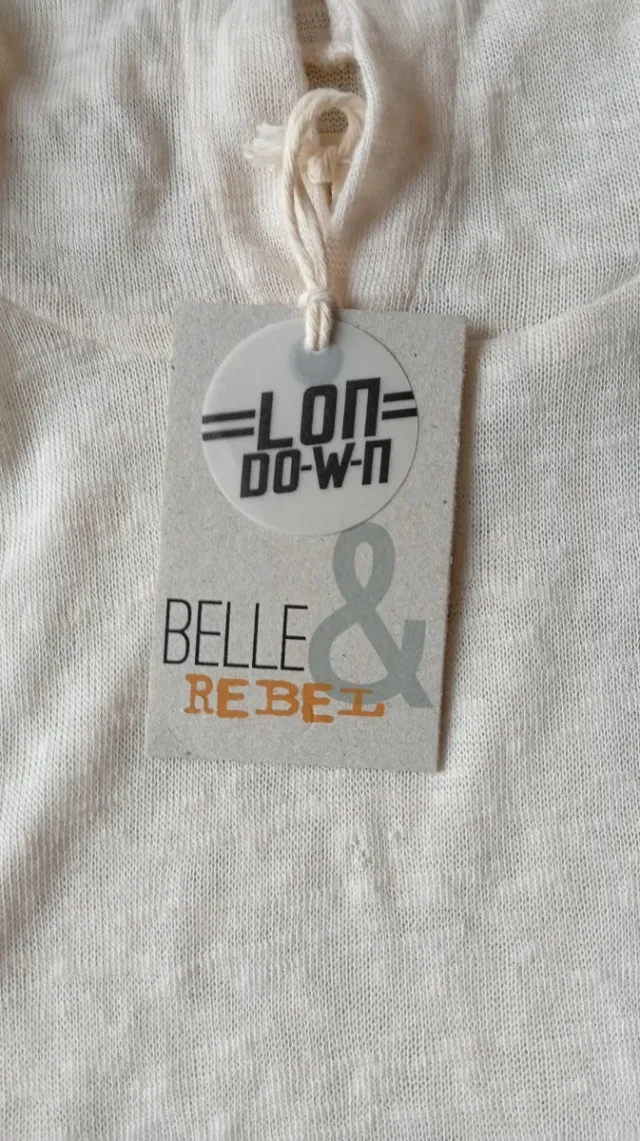 =LON=
DO-W-N
BELLE &
REBEL